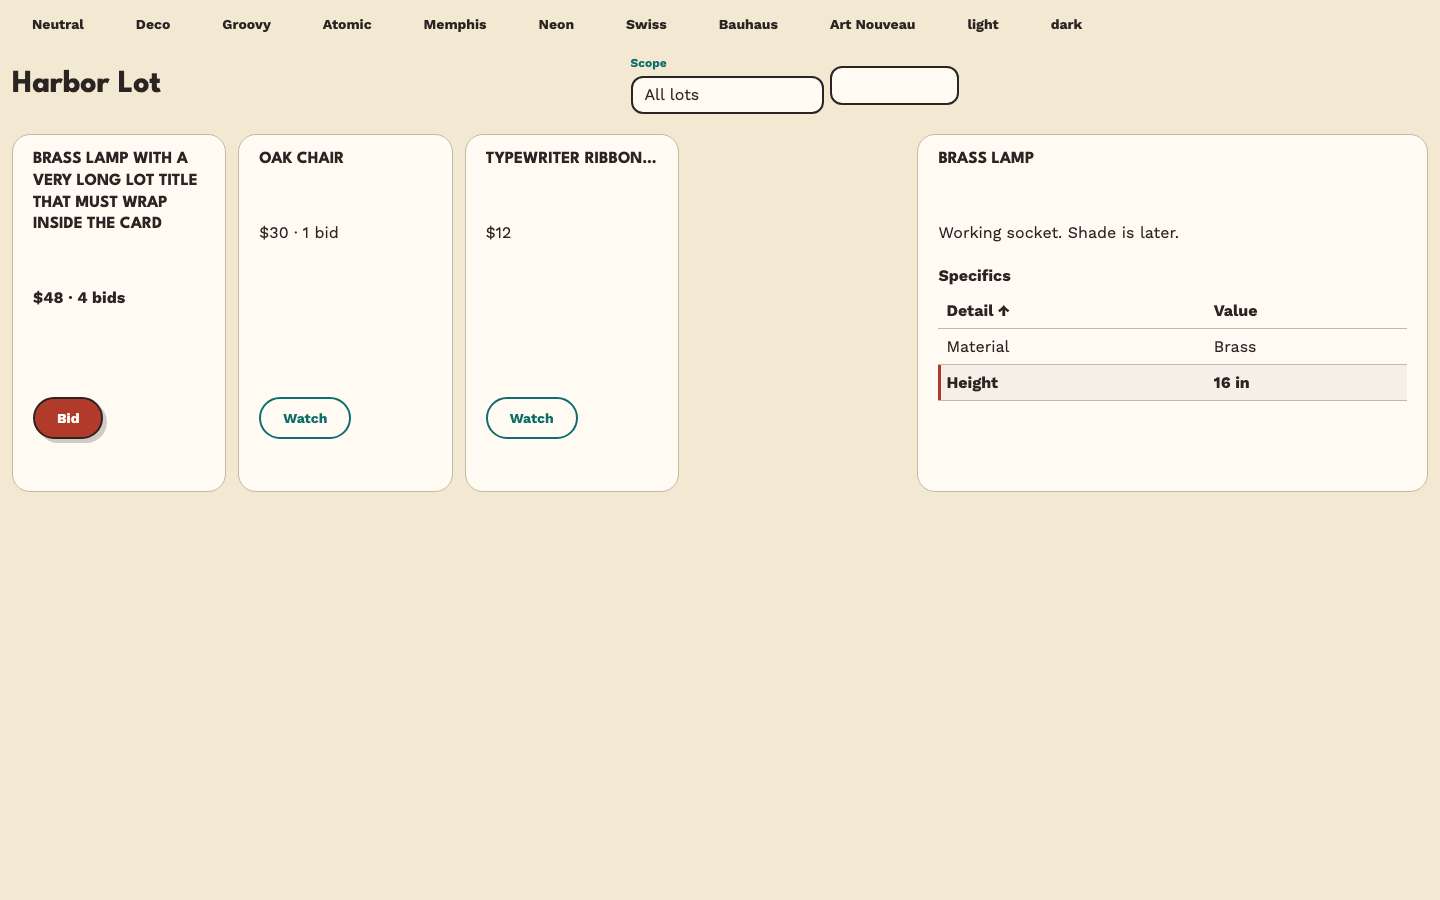 Neutral Deco Groovy Atomic Memphis Neon Swiss Bauhaus Art Nouveau light dark
Harbor Lot
Scope
All lots
BRASS LAMP WITH A
VERY LONG LOT TITLE
THAT MUST WRAP
INSIDE THE CARD
$48 · 4 bids
Bid
OAK CHAIR
$30 · 1 bid
Watch
TYPEWRITER RIBBON...
$12
Watch
BRASS LAMP
Working socket. Shade is later.
Specifics
Detail ↑ Value
Material Brass
Height 16 in